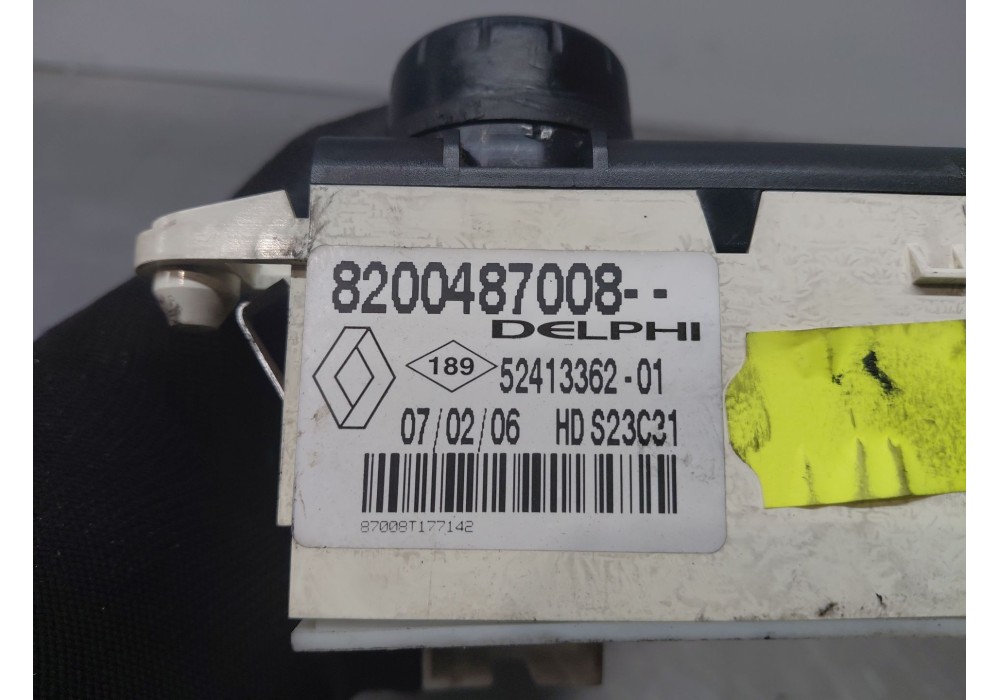 8200487008--
DELPHI
189 52413362-01
07/02/06 HD S23C31
87008T177142